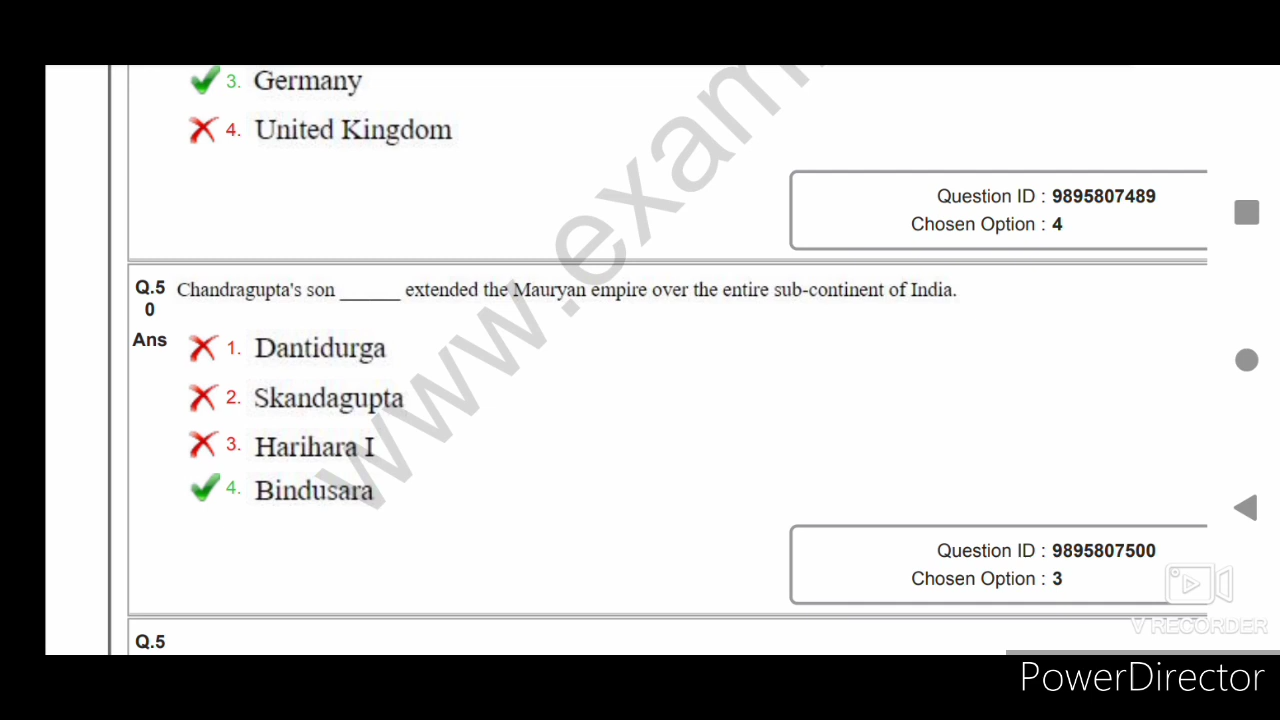 3. Germany
4. United Kingdom
Question ID : 9895807489
Chosen Option : 4
Q.5
0
Chandragupta's son ______ extended the Mauryan empire over the entire sub-continent of India.
Ans
1. Dantidurga
2. Skandagupta
3. Harihara I
4. Bindusara
Question ID : 9895807500
Chosen Option : 3
www.exam
V RECORDER
Q.5
PowerDirector